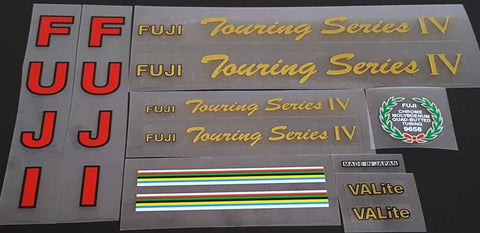 F
U
J
I
F
U
J
I
FUJI Touring Series IV
FUJI Touring Series IV
FUJI Touring Series IV
FUJI Touring Series IV
FUJI
CHROME
MOLYBDENUM
QUAD-BUTTED
TUBING
9658
MADE IN JAPAN
VALite
VALite